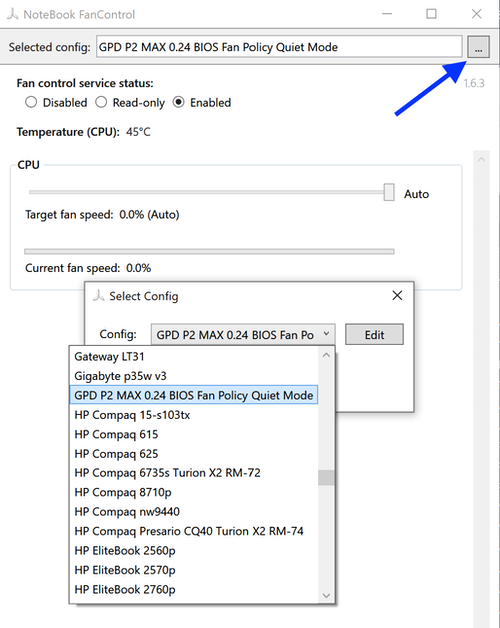 NoteBook FanControl
Selected config: GPD P2 MAX 0.24 BIOS Fan Policy Quiet Mode ...
Fan control service status: 1.6.3
Disabled Read-only Enabled
Temperature (CPU): 45°C
CPU
Auto
Target fan speed: 0.0% (Auto)
Current fan speed: 0.0%
Select Config
Config: GPD P2 MAX 0.24 BIOS Fan Po Edit
Gateway LT31
Gigabyte p35w v3
GPD P2 MAX 0.24 BIOS Fan Policy Quiet Mode
HP Compaq 15-s103tx
HP Compaq 615
HP Compaq 625
HP Compaq 6735s Turion X2 RM-72
HP Compaq 8710p
HP Compaq nw9440
HP Compaq Presario CQ40 Turion X2 RM-74
HP EliteBook 2560p
HP EliteBook 2570p
HP EliteBook 2760p